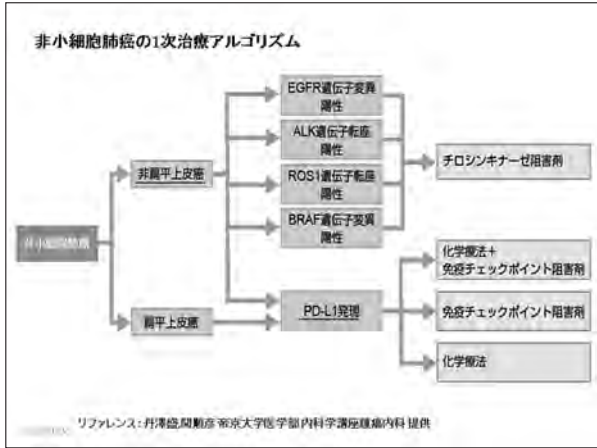 非小細胞肺癌の1次治療アルゴリズム
EGFR遺伝子変異
陽性
ALK遺伝子転座
陽性
ROS1遺伝子転座
陽性
BRAF遺伝子変異
陽性
チロシンキナーゼ阻害剤
非扁平上皮癌
非小細胞肺癌
扁平上皮癌
PD-L1発現
化学療法+
免疫チェックポイント阻害剤
免疫チェックポイント阻害剤
化学療法
リファレンス:丹澤盛,関順彦 帝京大学医学部内科学講座腫瘍内科 提供